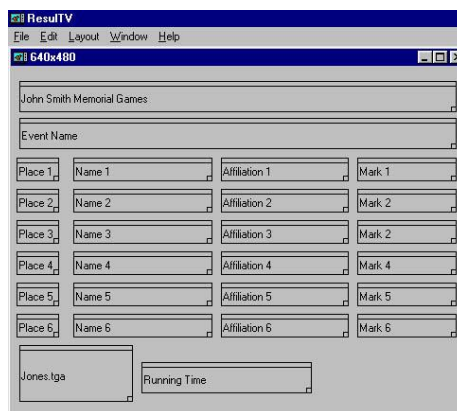 ResulTV
File Edit Layout Window Help
640x480
John Smith Memorial Games
Event Name
Place 1 Name 1 Affiliation 1 Mark 1
Place 2 Name 2 Affiliation 2 Mark 2
Place 3 Name 3 Affiliation 3 Mark 2
Place 4 Name 4 Affiliation 4 Mark 4
Place 5 Name 5 Affiliation 5 Mark 5
Place 6 Name 6 Affiliation 6 Mark 6
Jones.tga
Running Time